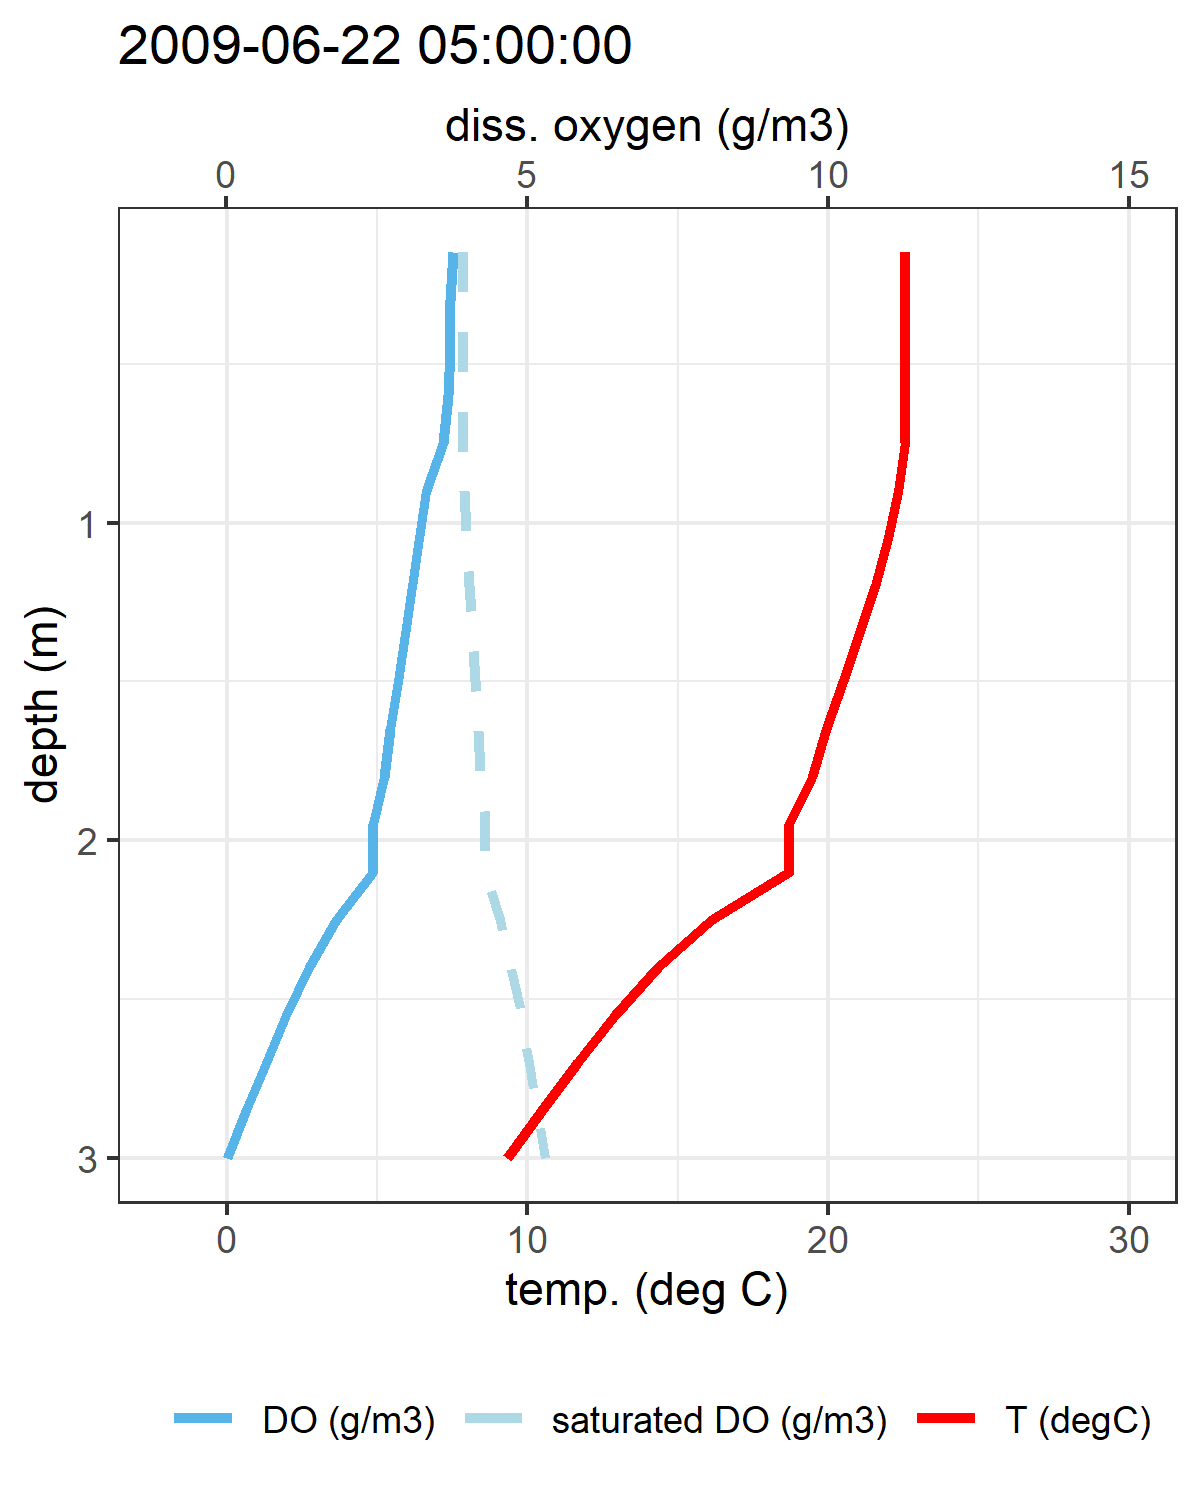 2009-06-22 05:00:00
diss. oxygen (g/m3)
0 5 10 15
depth (m)
1
2
3
0 10 20 30
temp. (deg C)
DO (g/m3) saturated DO (g/m3) T (degC)